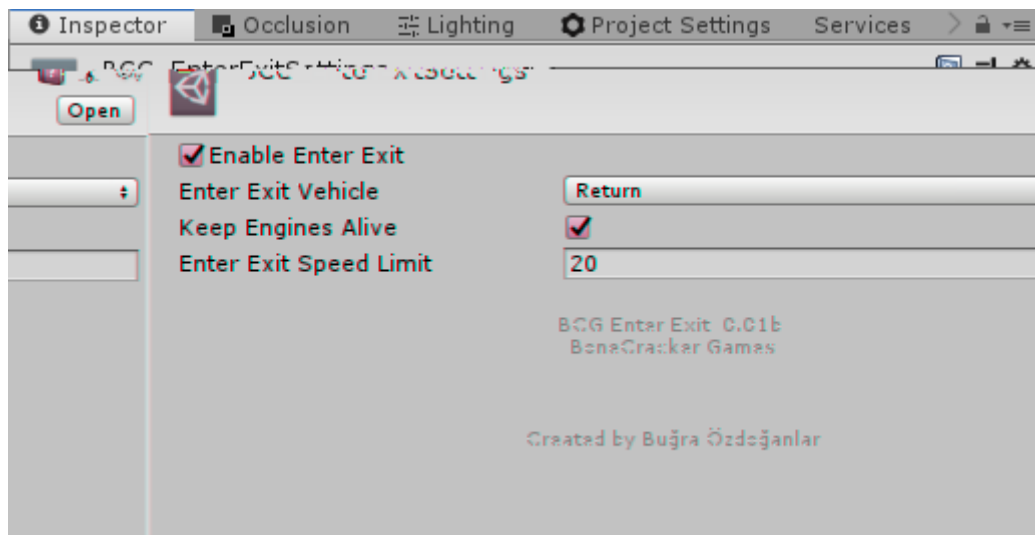 Inspector Occlusion Lighting Project Settings Services
Open
Enable Enter Exit
Enter Exit Vehicle Return
Keep Engines Alive
Enter Exit Speed Limit 20
BCG Enter Exit 0.01b
BoneCracker Games
Created by Buğra Özdoğanlar